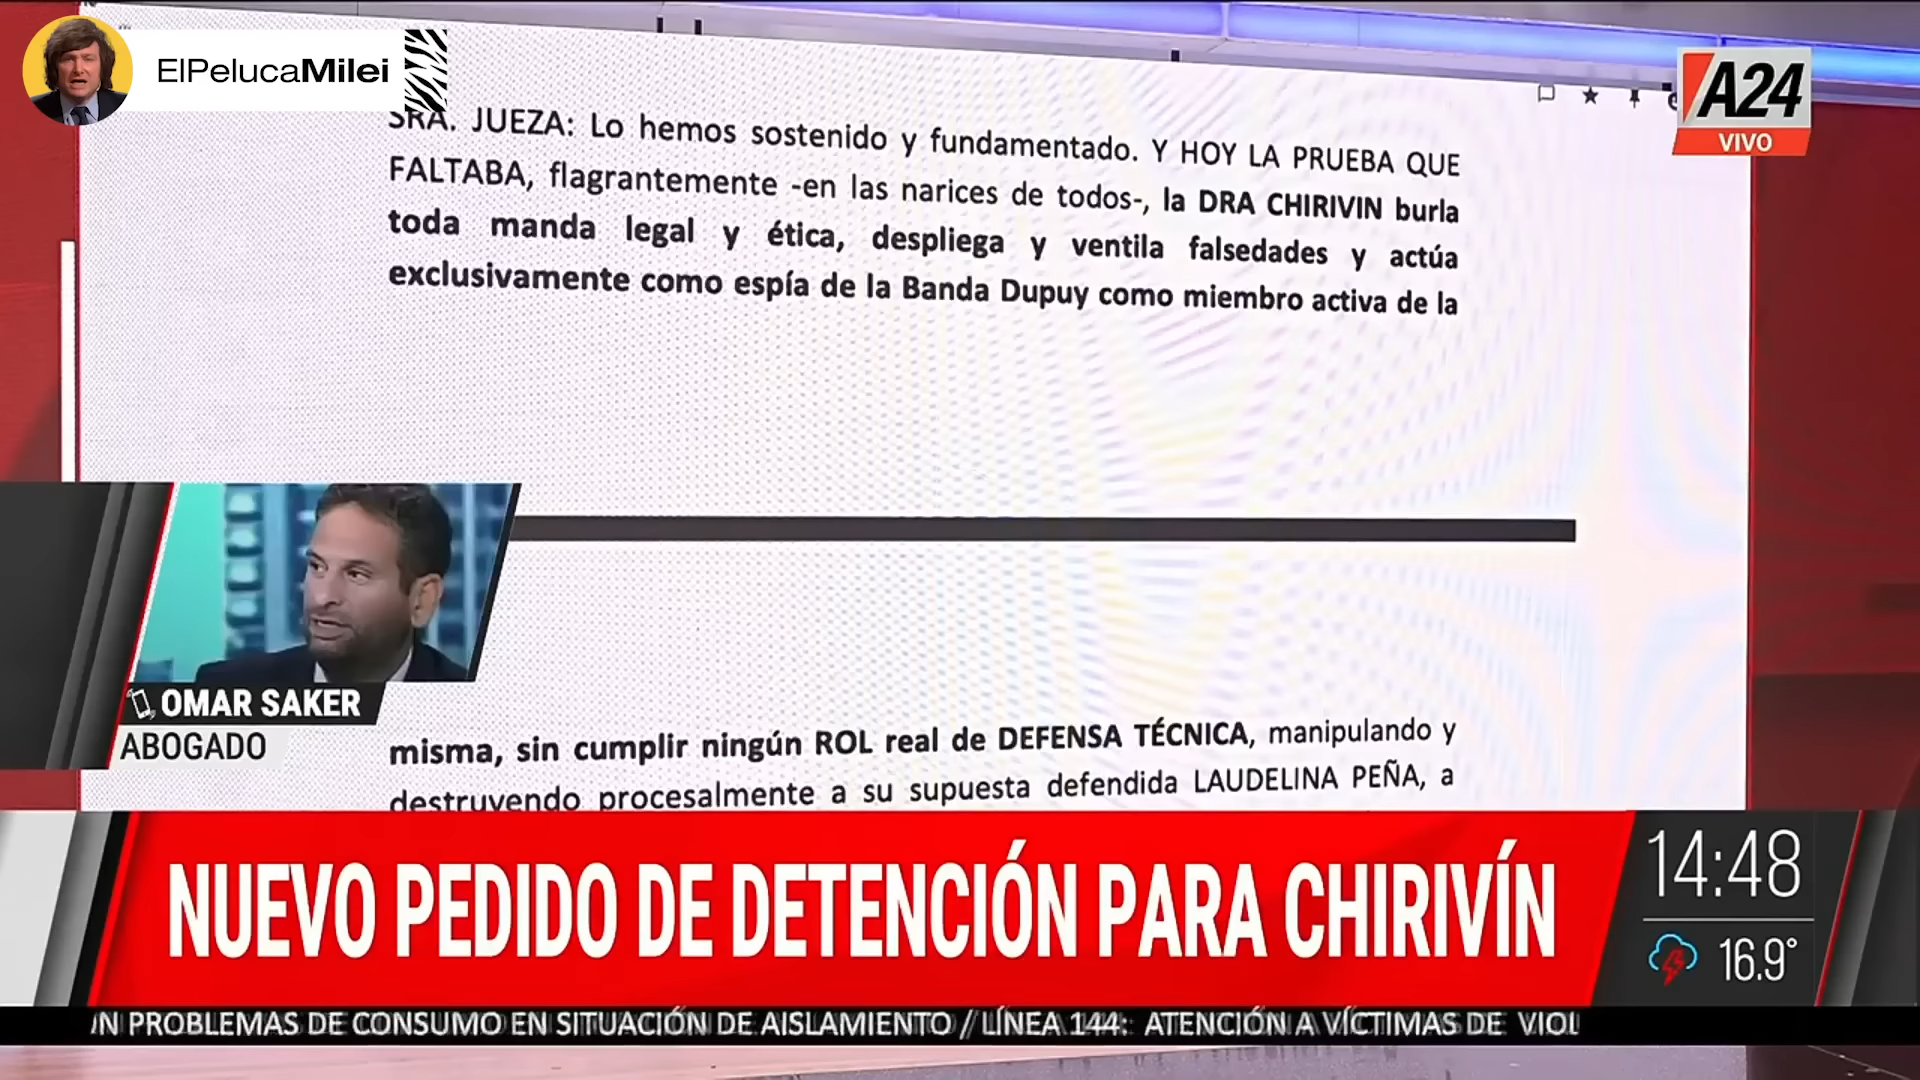 ElPelucaMilei
A24
VIVO
SRA. JUEZA: Lo hemos sostenido y fundamentado. Y HOY LA PRUEBA QUE
FALTABA, flagrantemente -en las narices de todos-, la DRA CHIRIVIN burla
toda manda legal y ética, despliega y ventila falsedades y actúa
exclusivamente como espía de la Banda Dupuy como miembro activa de la
OMAR SAKER
ABOGADO
misma, sin cumplir ningún ROL real de DEFENSA TÉCNICA, manipulando y
destruyendo procesalmente a su supuesta defendida LAUDELINA PEÑA, a
NUEVO PEDIDO DE DETENCIÓN PARA CHIRIVÍN
14:48
16.9°
PROBLEMAS DE CONSUMO EN SITUACIÓN DE AISLAMIENTO / LÍNEA 144: ATENCIÓN A VÍCTIMAS DE VIOL